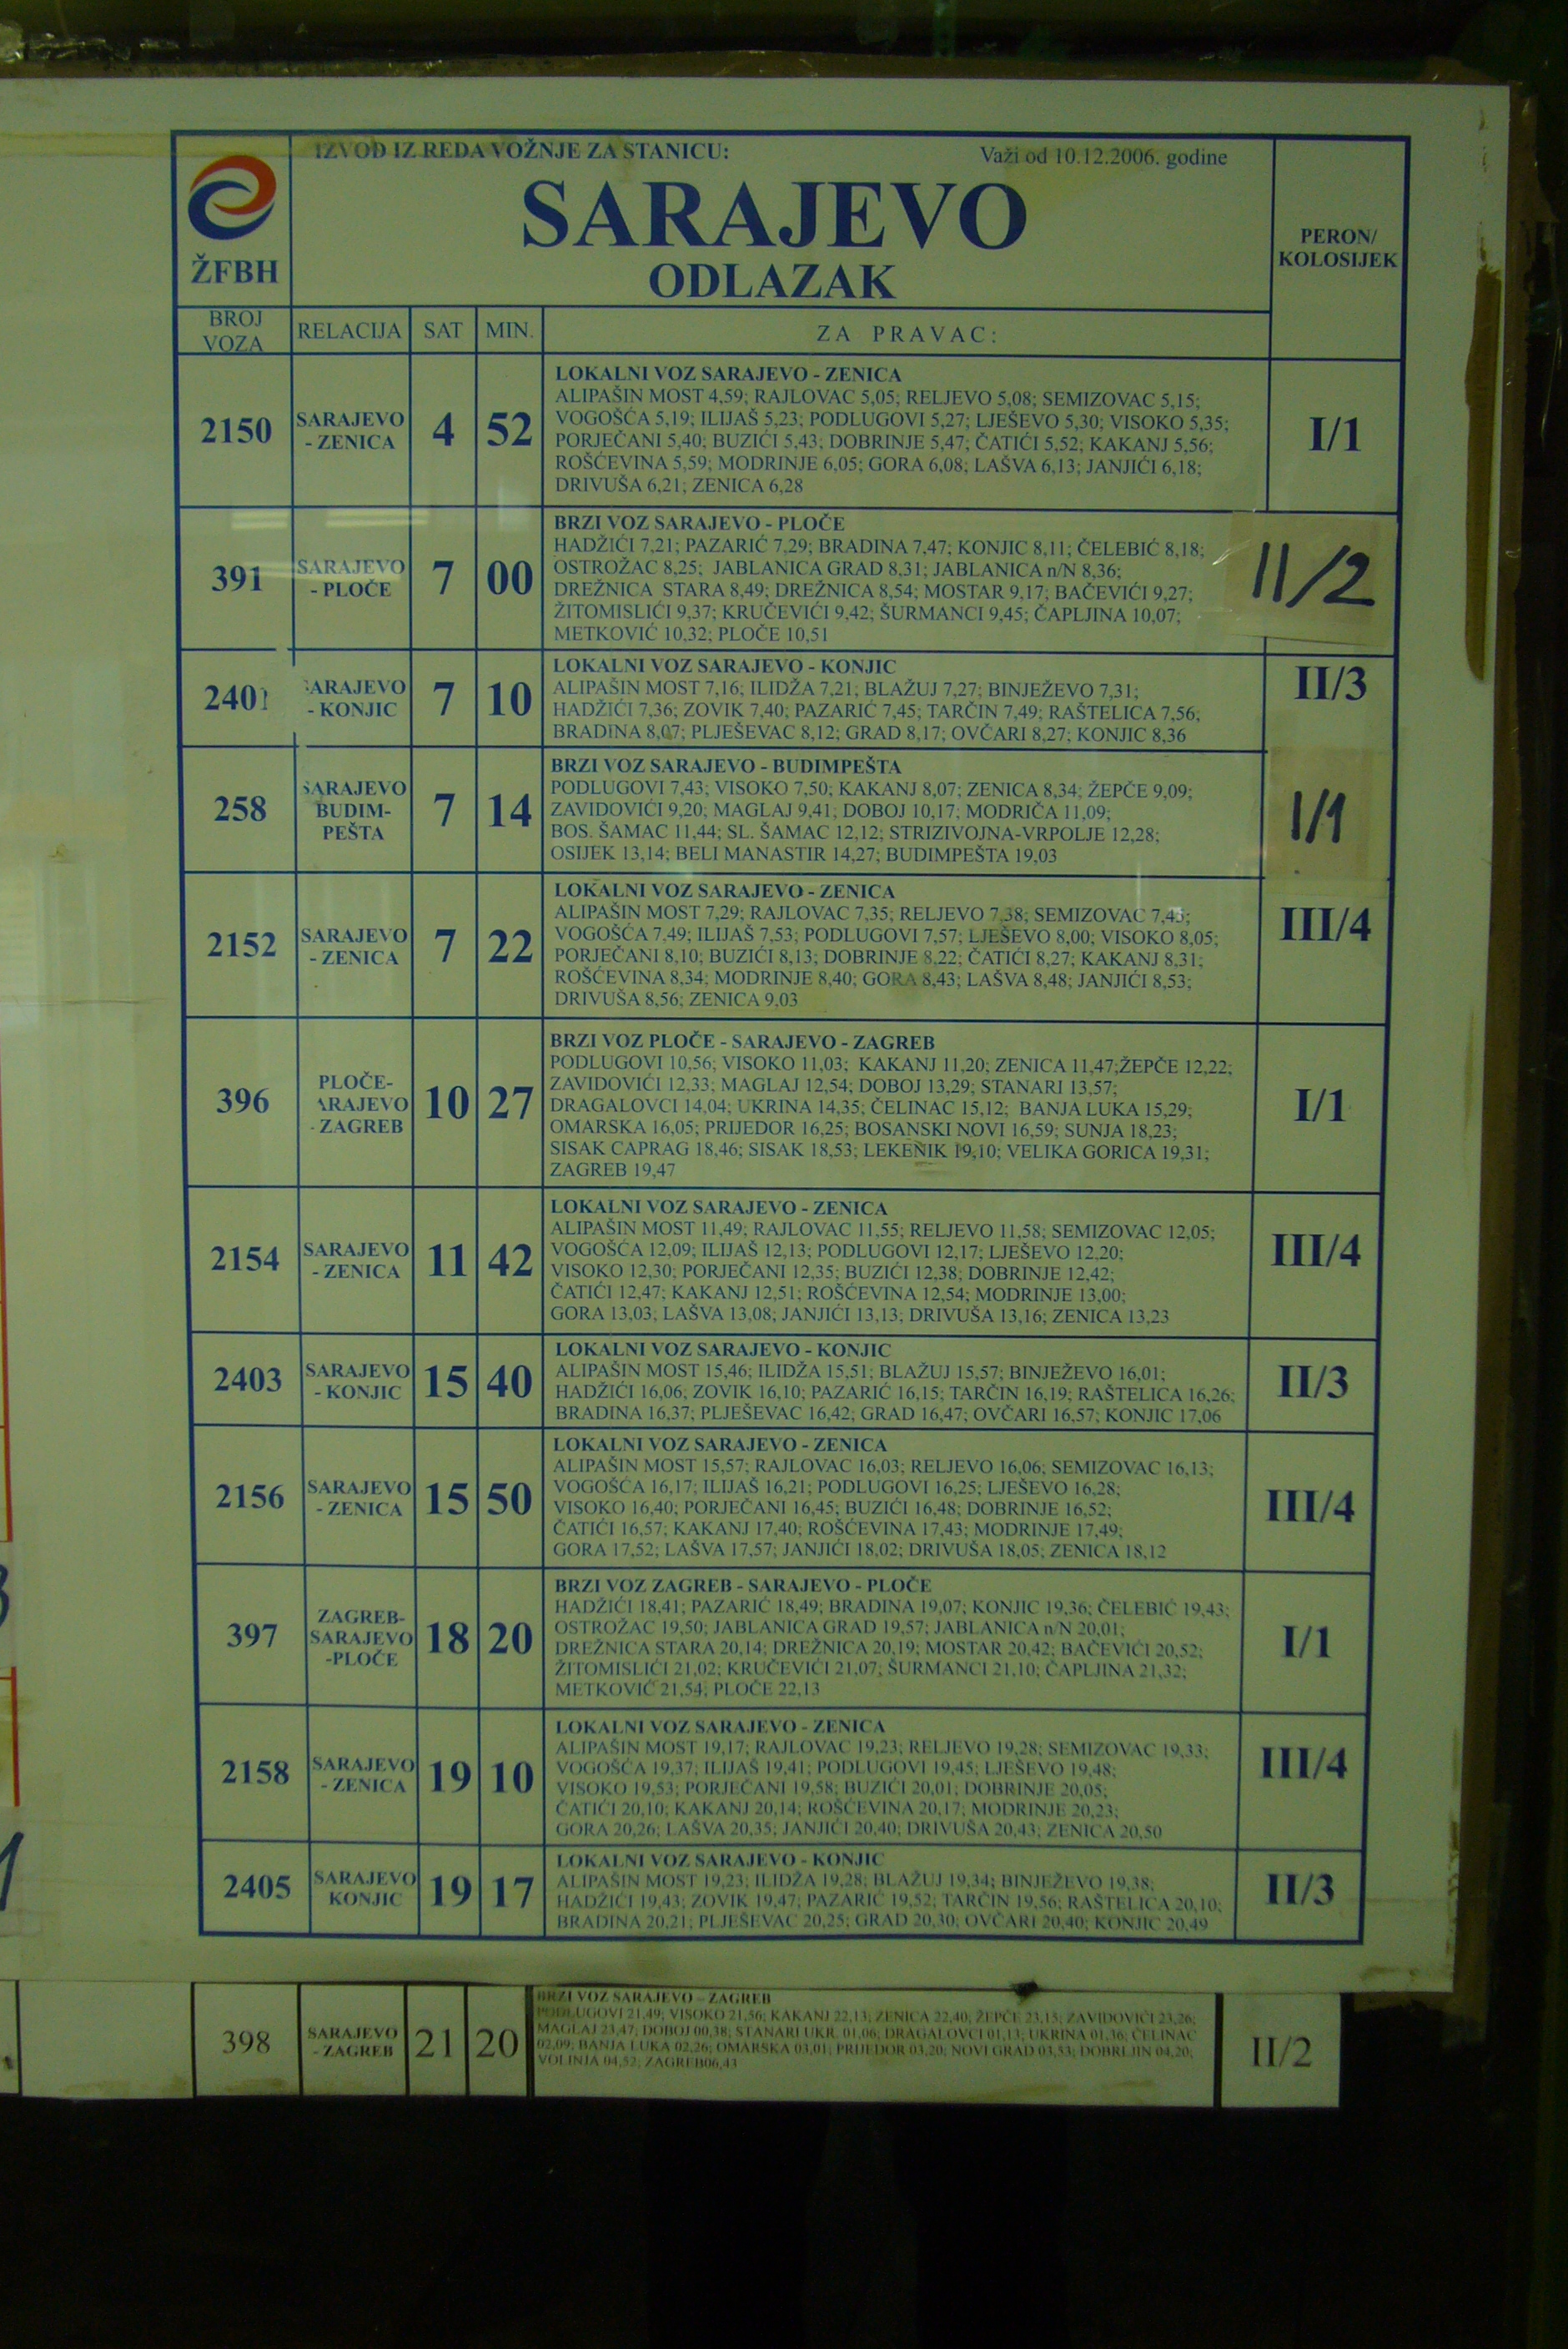 IZVOD IZ REDA VOŽNJE ZA STANICU:
Važi od 10.12.2006. godine
SARAJEVO
ODLAZAK
ŽFBH
PERON/
KOLOSIJEK
BROJ
VOZA
RELACIJA
SAT
MIN.
ZA PRAVAC:
2150
SARAJEVO
- ZENICA
4
52
LOKALNI VOZ SARAJEVO - ZENICA
ALIPAŠIN MOST 4,59; RAJLOVAC 5,05; RELJEVO 5,08; SEMIZOVAC 5,15;
VOGOŠĆA 5,19; ILIJAŠ 5,23; PODLUGOVI 5,27; LJEŠEVO 5,30; VISOKO 5,35;
PORJEČANI 5,40; BUZIĆI 5,43; DOBRINJE 5,47; ČATIĆI 5,52; KAKANJ 5,56;
ROŠĆEVINA 5,59; MODRINJE 6,05; GORA 6,08; LAŠVA 6,13; JANJIĆI 6,18;
DRIVUŠA 6,21; ZENICA 6,28
I/1
391
SARAJEVO
- PLOČE
7
00
BRZI VOZ SARAJEVO - PLOČE
HADŽIĆI 7,21; PAZARIĆ 7,29; BRADINA 7,47; KONJIC 8,11; ČELEBIĆ 8,18;
OSTROŽAC 8,25; JABLANICA GRAD 8,31; JABLANICA n/N 8,36;
DREŽNICA STARA 8,49; DREŽNICA 8,54; MOSTAR 9,17; BAČEVIĆI 9,27;
ŽITOMISLIĆI 9,37; KRUČEVIĆI 9,42; ŠURMANCI 9,45; ČAPLJINA 10,07;
METKOVIĆ 10,32; PLOČE 10,51
II/2
2401
SARAJEVO
- KONJIC
7
10
LOKALNI VOZ SARAJEVO - KONJIC
ALIPAŠIN MOST 7,16; ILIDŽA 7,21; BLAŽUJ 7,27; BINJEŽEVO 7,31;
HADŽIĆI 7,36; ZOVIK 7,40; PAZARIĆ 7,45; TARČIN 7,49; RAŠTELICA 7,56;
BRADINA 8,07; PLJEŠEVAC 8,12; GRAD 8,17; OVČARI 8,27; KONJIC 8,36
II/3
258
SARAJEVO
BUDIM-
PEŠTA
7
14
BRZI VOZ SARAJEVO - BUDIMPEŠTA
PODLUGOVI 7,43; VISOKO 7,50; KAKANJ 8,07; ZENICA 8,34; ŽEPČE 9,09;
ZAVIDOVIĆI 9,20; MAGLAJ 9,41; DOBOJ 10,17; MODRIČA 11,09;
BOS. ŠAMAC 11,44; SL. ŠAMAC 12,12; STRIZIVOJNA-VRPOLJE 12,28;
OSIJEK 13,14; BELI MANASTIR 14,27; BUDIMPEŠTA 19,03
I/1
2152
SARAJEVO
- ZENICA
7
22
LOKALNI VOZ SARAJEVO - ZENICA
ALIPAŠIN MOST 7,29; RAJLOVAC 7,35; RELJEVO 7,38; SEMIZOVAC 7,45;
VOGOŠĆA 7,49; ILIJAŠ 7,53; PODLUGOVI 7,57; LJEŠEVO 8,00; VISOKO 8,05;
PORJEČANI 8,10; BUZIĆI 8,13; DOBRINJE 8,22; ČATIĆI 8,27; KAKANJ 8,31;
ROŠĆEVINA 8,34; MODRINJE 8,40; GORA 8,43; LAŠVA 8,48; JANJIĆI 8,53;
DRIVUŠA 8,56; ZENICA 9,03
III/4
396
PLOČE-
ARAJEVO
- ZAGREB
10
27
BRZI VOZ PLOČE - SARAJEVO - ZAGREB
PODLUGOVI 10,56; VISOKO 11,03; KAKANJ 11,20; ZENICA 11,47;ŽEPČE 12,22;
ZAVIDOVIĆI 12,33; MAGLAJ 12,54; DOBOJ 13,29; STANARI 13,57;
DRAGALOVCI 14,04; UKRINA 14,35; ČELINAC 15,12; BANJA LUKA 15,29;
OMARSKA 16,05; PRIJEDOR 16,25; BOSANSKI NOVI 16,59; SUNJA 18,23;
SISAK CAPRAG 18,46; SISAK 18,53; LEKENIK 19,10; VELIKA GORICA 19,31;
ZAGREB 19,47
I/1
2154
SARAJEVO
- ZENICA
11
42
LOKALNI VOZ SARAJEVO - ZENICA
ALIPAŠIN MOST 11,49; RAJLOVAC 11,55; RELJEVO 11,58; SEMIZOVAC 12,05;
VOGOŠĆA 12,09; ILIJAŠ 12,13; PODLUGOVI 12,17; LJEŠEVO 12,20;
VISOKO 12,30; PORJEČANI 12,35; BUZIĆI 12,38; DOBRINJE 12,42;
ČATIĆI 12,47; KAKANJ 12,51; ROŠĆEVINA 12,54; MODRINJE 13,00;
GORA 13,03; LAŠVA 13,08; JANJIĆI 13,13; DRIVUŠA 13,16; ZENICA 13,23
III/4
2403
SARAJEVO
- KONJIC
15
40
LOKALNI VOZ SARAJEVO - KONJIC
ALIPAŠIN MOST 15,46; ILIDŽA 15,51; BLAŽUJ 15,57; BINJEŽEVO 16,01;
HADŽIĆI 16,06; ZOVIK 16,10; PAZARIĆ 16,15; TARČIN 16,19; RAŠTELICA 16,26;
BRADINA 16,37; PLJEŠEVAC 16,42; GRAD 16,47; OVČARI 16,57; KONJIC 17,06
II/3
2156
SARAJEVO
- ZENICA
15
50
LOKALNI VOZ SARAJEVO - ZENICA
ALIPAŠIN MOST 15,57; RAJLOVAC 16,03; RELJEVO 16,06; SEMIZOVAC 16,13;
VOGOŠĆA 16,17; ILIJAŠ 16,21; PODLUGOVI 16,25; LJEŠEVO 16,28;
VISOKO 16,40; PORJEČANI 16,45; BUZIĆI 16,48; DOBRINJE 16,52;
ČATIĆI 16,57; KAKANJ 17,40; ROŠĆEVINA 17,43; MODRINJE 17,49;
GORA 17,52; LAŠVA 17,57; JANJIĆI 18,02; DRIVUŠA 18,05; ZENICA 18,12
III/4
397
ZAGREB-
SARAJEVO
-PLOČE
18
20
BRZI VOZ ZAGREB - SARAJEVO - PLOČE
HADŽIĆI 18,41; PAZARIĆ 18,49; BRADINA 19,07; KONJIC 19,36; ČELEBIĆ 19,43;
OSTROŽAC 19,50; JABLANICA GRAD 19,57; JABLANICA n/N 20,01;
DREŽNICA STARA 20,14; DREŽNICA 20,19; MOSTAR 20,42; BAČEVIĆI 20,52;
ŽITOMISLIĆI 21,02; KRUČEVIĆI 21,07; ŠURMANCI 21,10; ČAPLJINA 21,32;
METKOVIĆ 21,54; PLOČE 22,13
I/1
2158
SARAJEVO
- ZENICA
19
10
LOKALNI VOZ SARAJEVO - ZENICA
ALIPAŠIN MOST 19,17; RAJLOVAC 19,23; RELJEVO 19,28; SEMIZOVAC 19,33;
VOGOŠĆA 19,37; ILIJAŠ 19,41; PODLUGOVI 19,45; LJEŠEVO 19,48;
VISOKO 19,53; PORJEČANI 19,58; BUZIĆI 20,01; DOBRINJE 20,05;
ČATIĆI 20,10; KAKANJ 20,14; ROŠĆEVINA 20,17; MODRINJE 20,23;
GORA 20,26; LAŠVA 20,35; JANJIĆI 20,40; DRIVUŠA 20,43; ZENICA 20,50
III/4
2405
SARAJEVO
KONJIC
19
17
LOKALNI VOZ SARAJEVO - KONJIC
ALIPAŠIN MOST 19,23; ILIDŽA 19,28; BLAŽUJ 19,34; BINJEŽEVO 19,38;
HADŽIĆI 19,43; ZOVIK 19,47; PAZARIĆ 19,52; TARČIN 19,56; RAŠTELICA 20,10;
BRADINA 20,21; PLJEŠEVAC 20,25; GRAD 20,30; OVČARI 20,40; KONJIC 20,49
II/3
398
SARAJEVO
- ZAGREB
21
20
BRZI VOZ SARAJEVO - ZAGREB
PODLUGOVI 21,49; VISOKO 21,56; KAKANJ 22,13; ZENICA 22,40; ŽEPČE 23,15; ZAVIDOVIĆI 23,26;
MAGLAJ 23,47; DOBOJ 00,38; STANARI UKR. 01,06; DRAGALOVCI 01,13; UKRINA 01,36; ČELINAC
02,09; BANJA LUKA 02,26; OMARSKA 03,01; PRIJEDOR 03,20; NOVI GRAD 03,53; DOBRLJIN 04,20;
VOLINJA 04,52; ZAGREB06,43
II/2